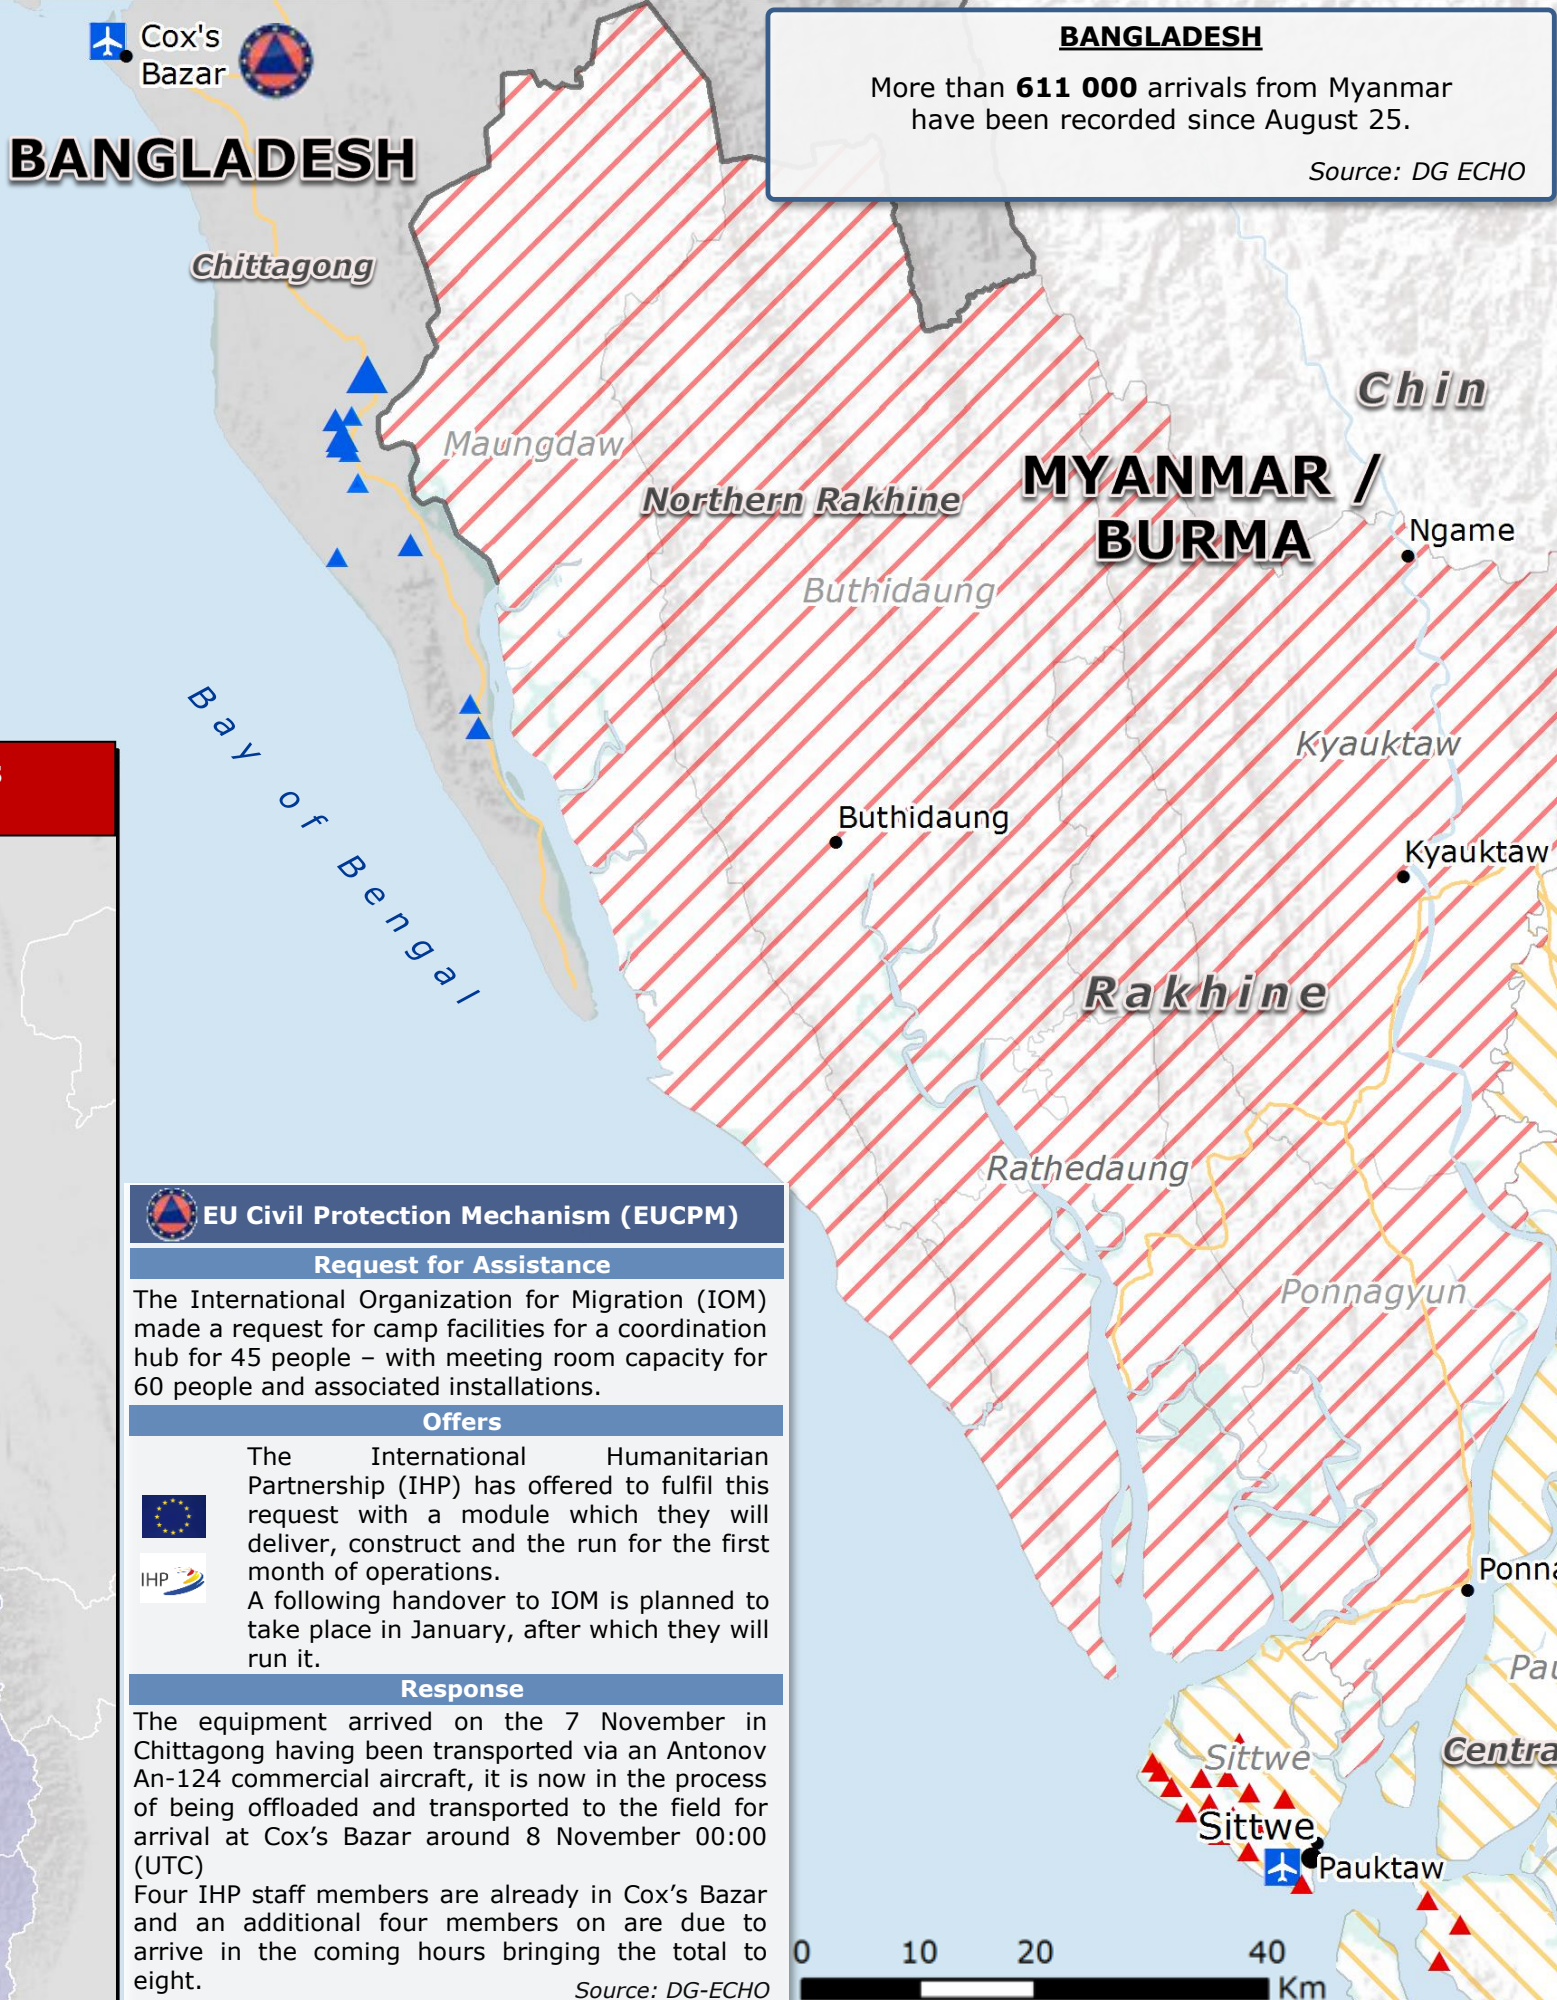 Cox's
Bazar
BANGLADESH
More than 611 000 arrivals from Myanmar
have been recorded since August 25.
Source: DG ECHO
BANGLADESH
Chittagong
Chin
Maungdaw
Northern Rakhine
MYANMAR /
BURMA
Ngame
Buthidaung
Bay of Bengal
Kyauktaw
Buthidaung
Kyauktaw
Rakhine
Rathedaung
Ponnagyun
EU Civil Protection Mechanism (EUCPM)
Request for Assistance
The International Organization for Migration (IOM)
made a request for camp facilities for a coordination
hub for 45 people – with meeting room capacity for
60 people and associated installations.
Offers
The International Humanitarian
Partnership (IHP) has offered to fulfil this
request with a module which they will
deliver, construct and the run for the first
month of operations.
A following handover to IOM is planned to
take place in January, after which they will
run it.
IHP
Response
The equipment arrived on the 7 November in
Chittagong having been transported via an Antonov
An-124 commercial aircraft, it is now in the process
of being offloaded and transported to the field for
arrival at Cox's Bazar around 8 November 00:00
(UTC)
Four IHP staff members are already in Cox's Bazar
and an additional four members on are due to
arrive in the coming hours bringing the total to
eight.
Source: DG-ECHO
Ponna
Pau
Centra
Sittwe
Sittwe
Pauktaw
0 10 20 40
Km